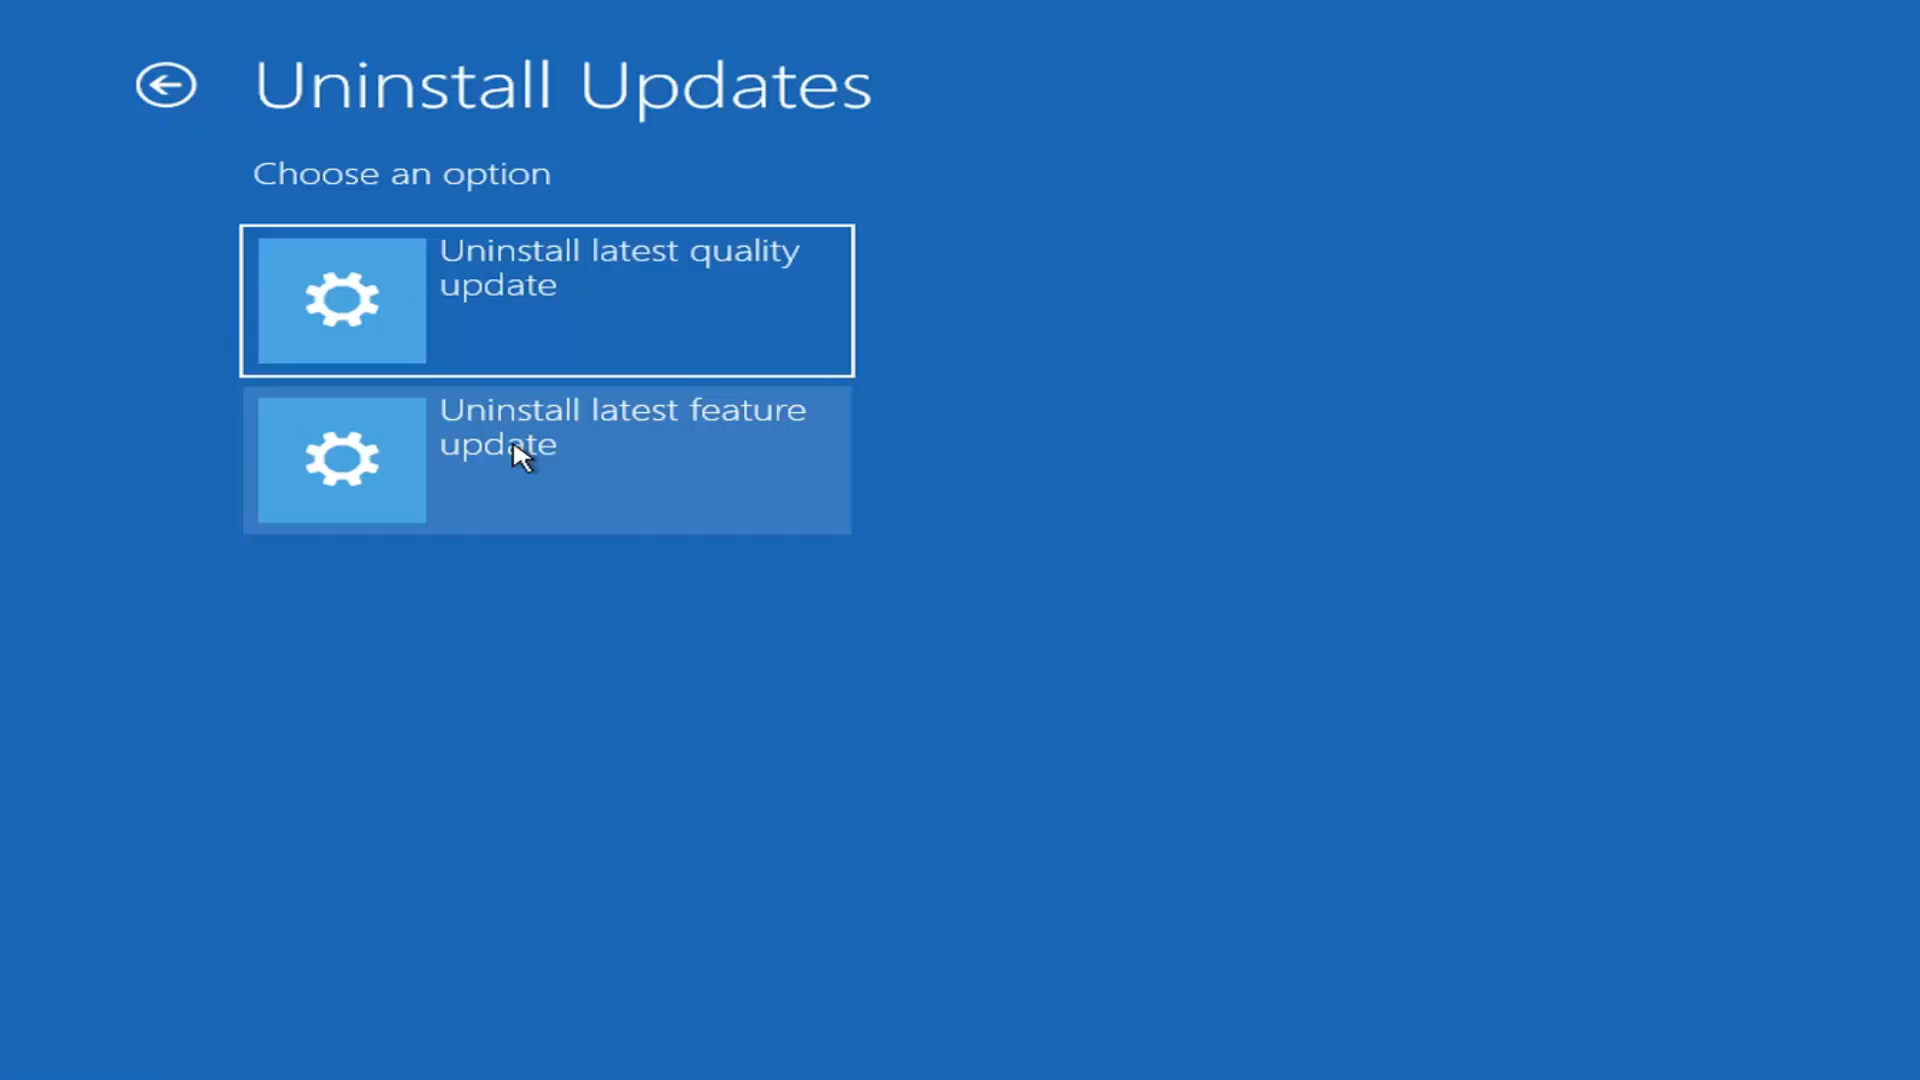 Uninstall Updates
Choose an option
Uninstall latest quality
update
Uninstall latest feature
update